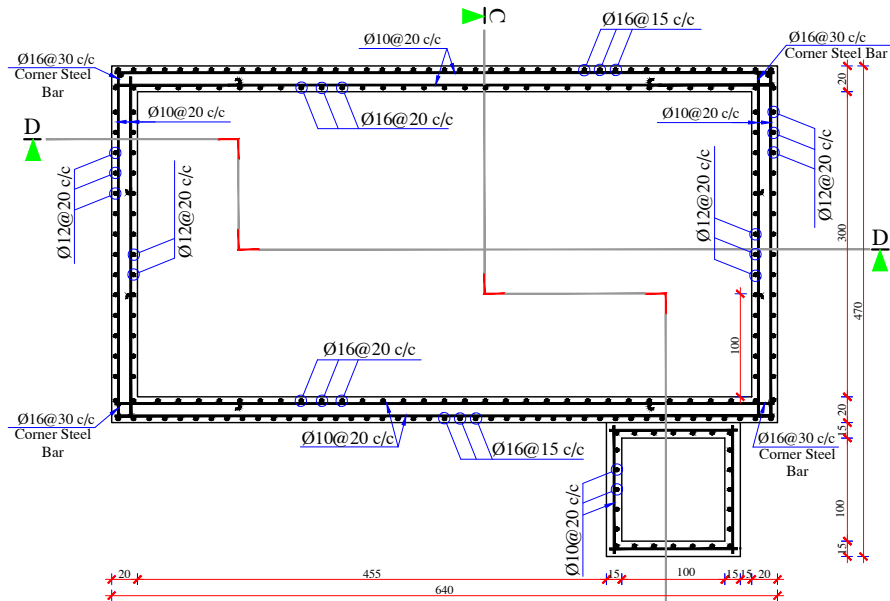 C
Ø16@15 c/c
Ø10@20 c/c
Ø16@30 c/c
Corner Steel Bar
Ø16@30 c/c
Corner Steel
Bar
20
Ø10@20 c/c
Ø10@20 c/c
Ø16@20 c/c
D
Ø12@20 c/c
Ø12@20 c/c
Ø12@20 c/c
Ø12@20 c/c
300
D
470
100
Ø16@20 c/c
Ø16@30 c/c
Corner Steel
Bar
Ø10@20 c/c
Ø16@15 c/c
Ø16@30 c/c
Corner Steel
Bar
20
15
Ø10@20 c/c
100
15
20
455
15
100
15
15
20
640